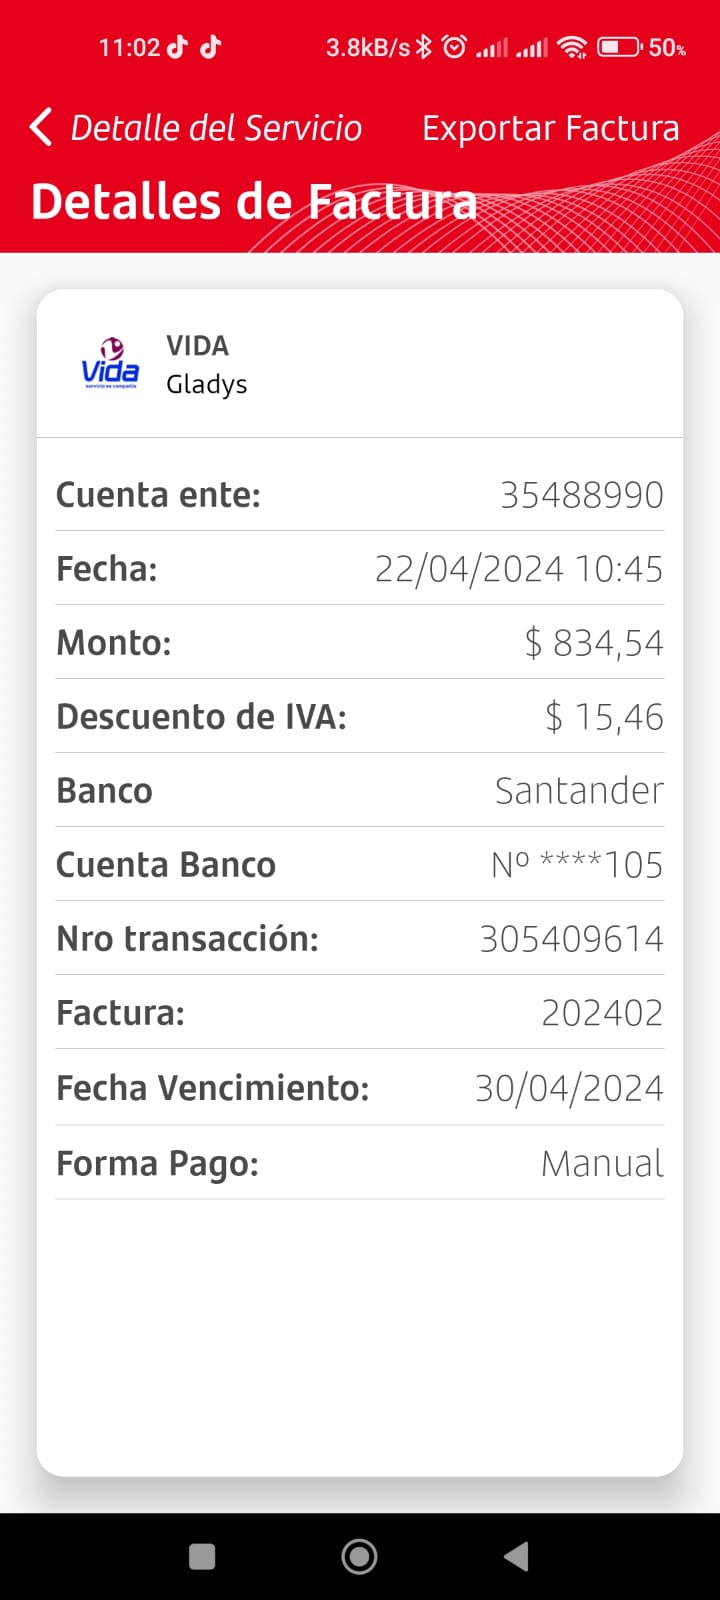 11:02 3.8kB/s 50%
Detalle del Servicio Exportar Factura
Detalles de Factura
VIDA
Vida
servicio de compañía
Gladys
Cuenta ente: 35488990
Fecha: 22/04/2024 10:45
Monto: $ 834,54
Descuento de IVA: $ 15,46
Banco Santander
Cuenta Banco Nº ****105
Nro transacción: 305409614
Factura: 202402
Fecha Vencimiento: 30/04/2024
Forma Pago: Manual